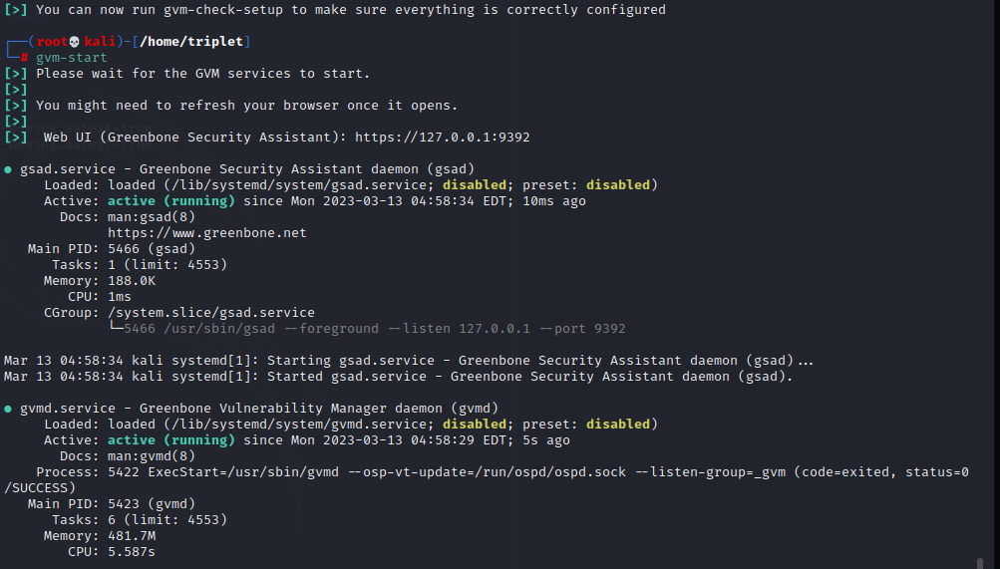 [>] You can now run gvm-check-setup to make sure everything is correctly configured
┌──(root💀kali)-[/home/triplet]
└─# gvm-start
[>] Please wait for the GVM services to start.
[>]
[>] You might need to refresh your browser once it opens.
[>]
[>]  Web UI (Greenbone Security Assistant): https://127.0.0.1:9392
● gsad.service - Greenbone Security Assistant daemon (gsad)
     Loaded: loaded (/lib/systemd/system/gsad.service; disabled; preset: disabled)
     Active: active (running) since Mon 2023-03-13 04:58:34 EDT; 10ms ago
       Docs: man:gsad(8)
             https://www.greenbone.net
   Main PID: 5466 (gsad)
      Tasks: 1 (limit: 4553)
     Memory: 188.0K
        CPU: 1ms
     CGroup: /system.slice/gsad.service
             └─5466 /usr/sbin/gsad --foreground --listen 127.0.0.1 --port 9392
Mar 13 04:58:34 kali systemd[1]: Starting gsad.service - Greenbone Security Assistant daemon (gsad)...
Mar 13 04:58:34 kali systemd[1]: Started gsad.service - Greenbone Security Assistant daemon (gsad).
● gvmd.service - Greenbone Vulnerability Manager daemon (gvmd)
     Loaded: loaded (/lib/systemd/system/gvmd.service; disabled; preset: disabled)
     Active: active (running) since Mon 2023-03-13 04:58:29 EDT; 5s ago
       Docs: man:gvmd(8)
    Process: 5422 ExecStart=/usr/sbin/gvmd --osp-vt-update=/run/ospd/ospd.sock --listen-group=_gvm (code=exited, status=0
/SUCCESS)
   Main PID: 5423 (gvmd)
      Tasks: 6 (limit: 4553)
     Memory: 481.7M
        CPU: 5.587s